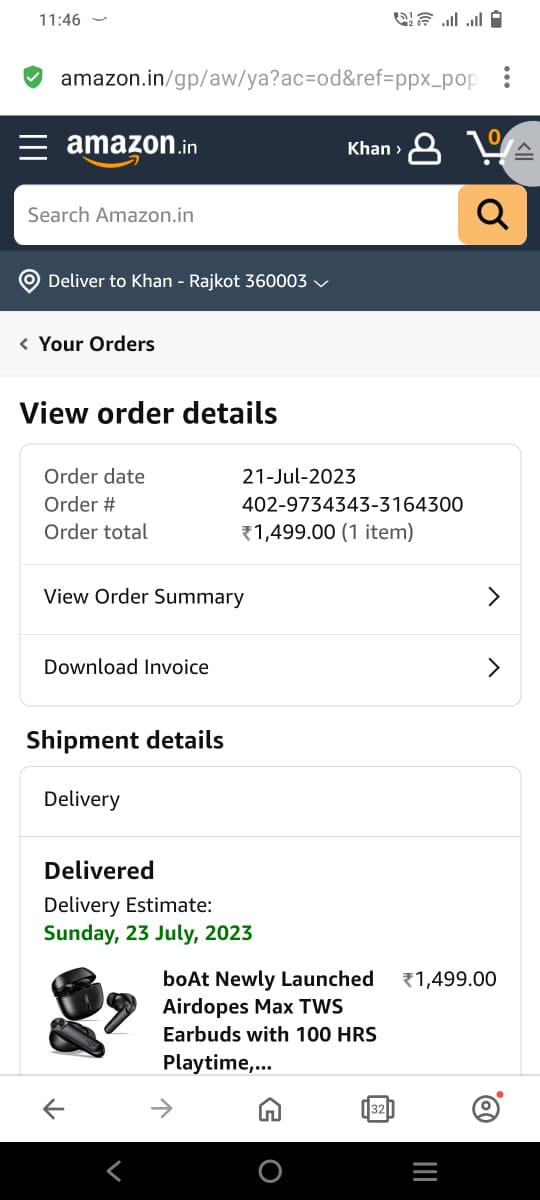 11:46
amazon.in/gp/aw/ya?ac=od&ref=ppx_pop
amazon.in
Khan ›
0
Search Amazon.in
Deliver to Khan - Rajkot 360003
Your Orders
View order details
Order date 21-Jul-2023
Order # 402-9734343-3164300
Order total ₹1,499.00 (1 item)
View Order Summary
Download Invoice
Shipment details
Delivery
Delivered
Delivery Estimate:
Sunday, 23 July, 2023
boAt Newly Launched ₹1,499.00
Airdopes Max TWS
Earbuds with 100 HRS
Playtime,...
32